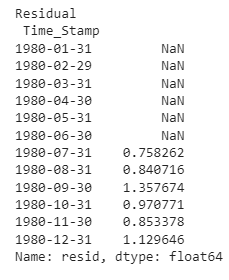 Residual
Time_Stamp
1980-01-31 NaN
1980-02-29 NaN
1980-03-31 NaN
1980-04-30 NaN
1980-05-31 NaN
1980-06-30 NaN
1980-07-31 0.758262
1980-08-31 0.840716
1980-09-30 1.357674
1980-10-31 0.970771
1980-11-30 0.853378
1980-12-31 1.129646
Name: resid, dtype: float64